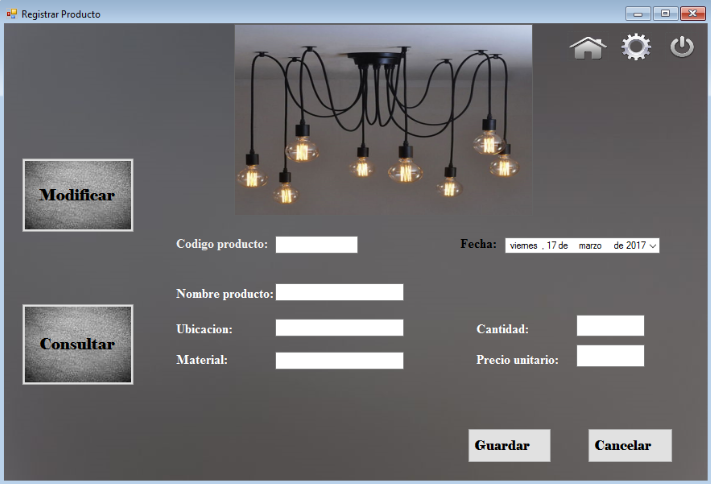 Registrar Producto
Modificar
Codigo producto:
Fecha: viernes , 17 de marzo de 2017
Nombre producto:
Ubicacion:
Cantidad:
Consultar
Material:
Precio unitario:
Guardar
Cancelar